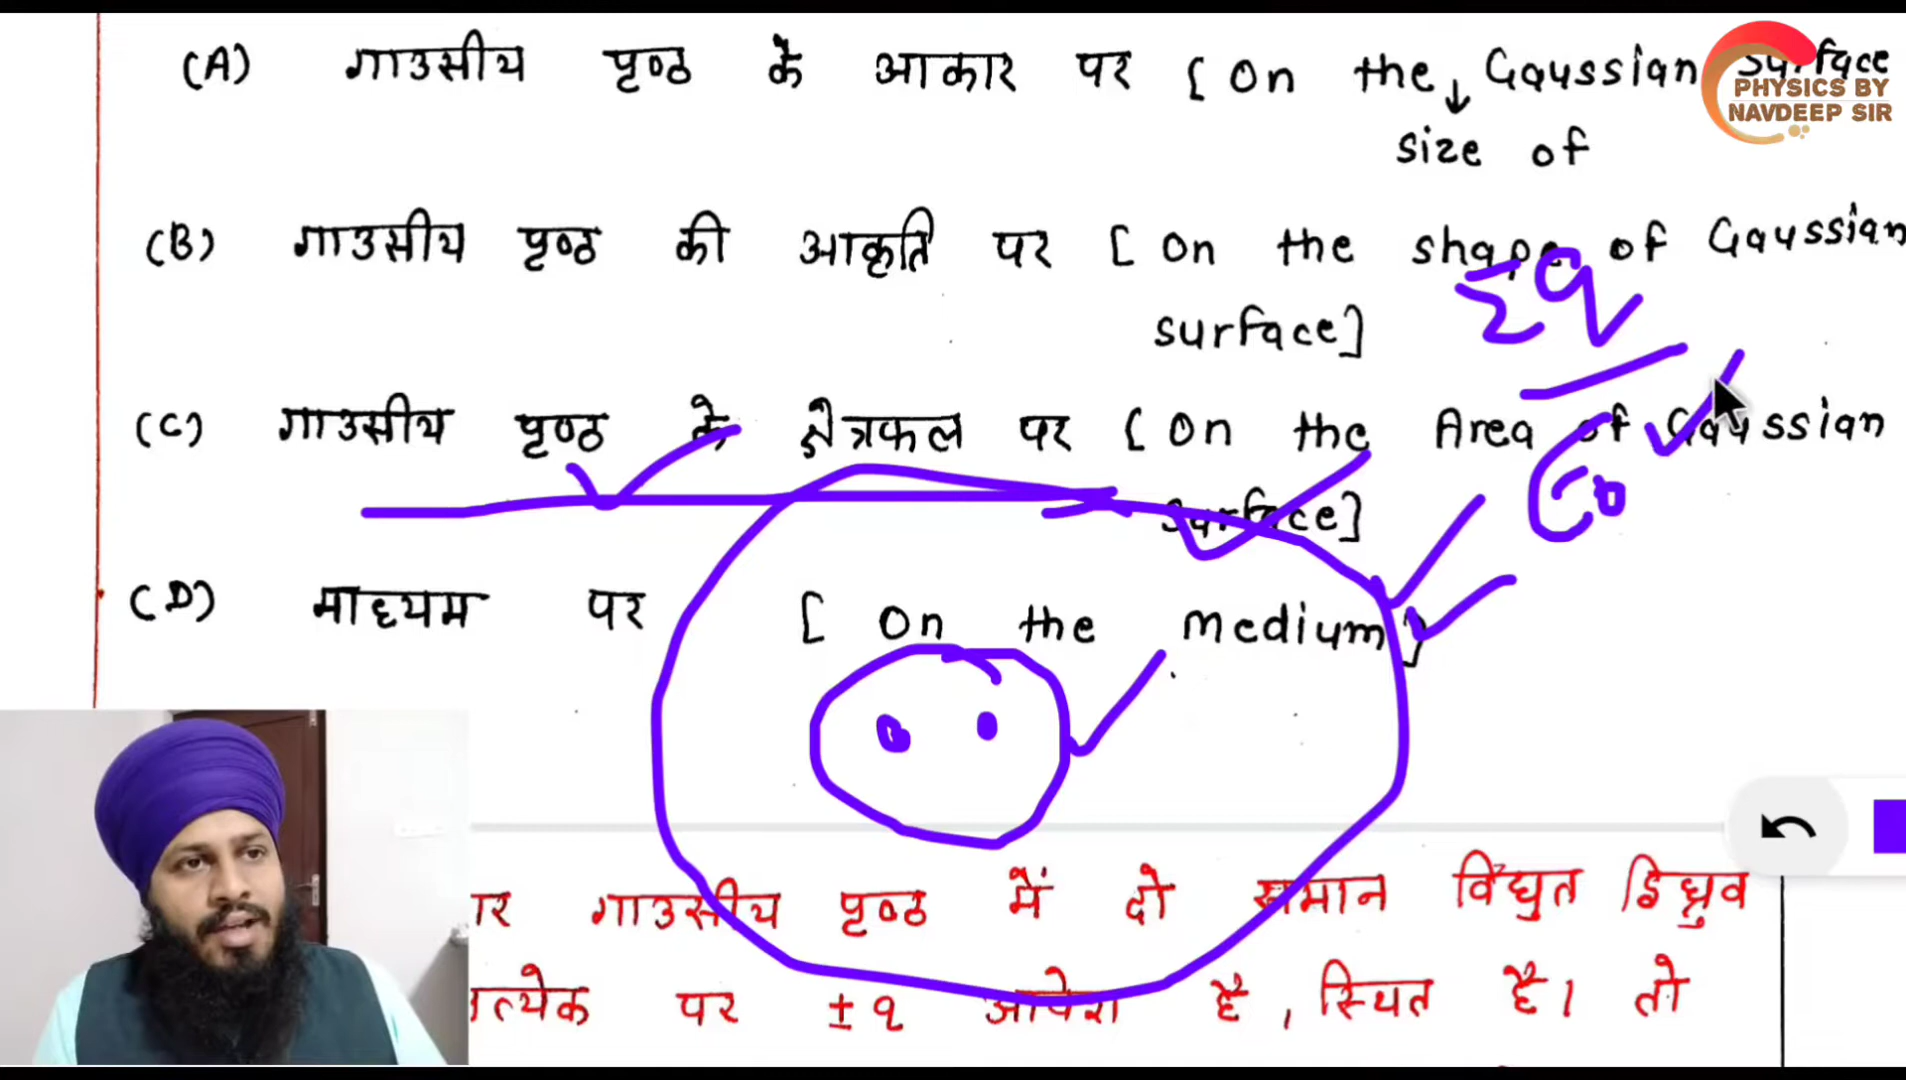 (A) गाउसीय पृष्ठ के आकार पर [ On the ↓ Gaussian surface
size of
PHYSICS BY
NAVDEEP SIR
(B) गाउसीय पृष्ठ की आकृति पर [ On the shape of Gaussian
surface]
Σq
(C) गाउसीय पृष्ठ के क्षेत्रफल पर [ On the Area of Gaussian
surface]
ϵ0
(D) माध्यम पर [ On the medium]
गाउसीय पृष्ठ में दो समान विद्युत द्विध्रुव
पर ±q आवेश है, स्थित है। तो